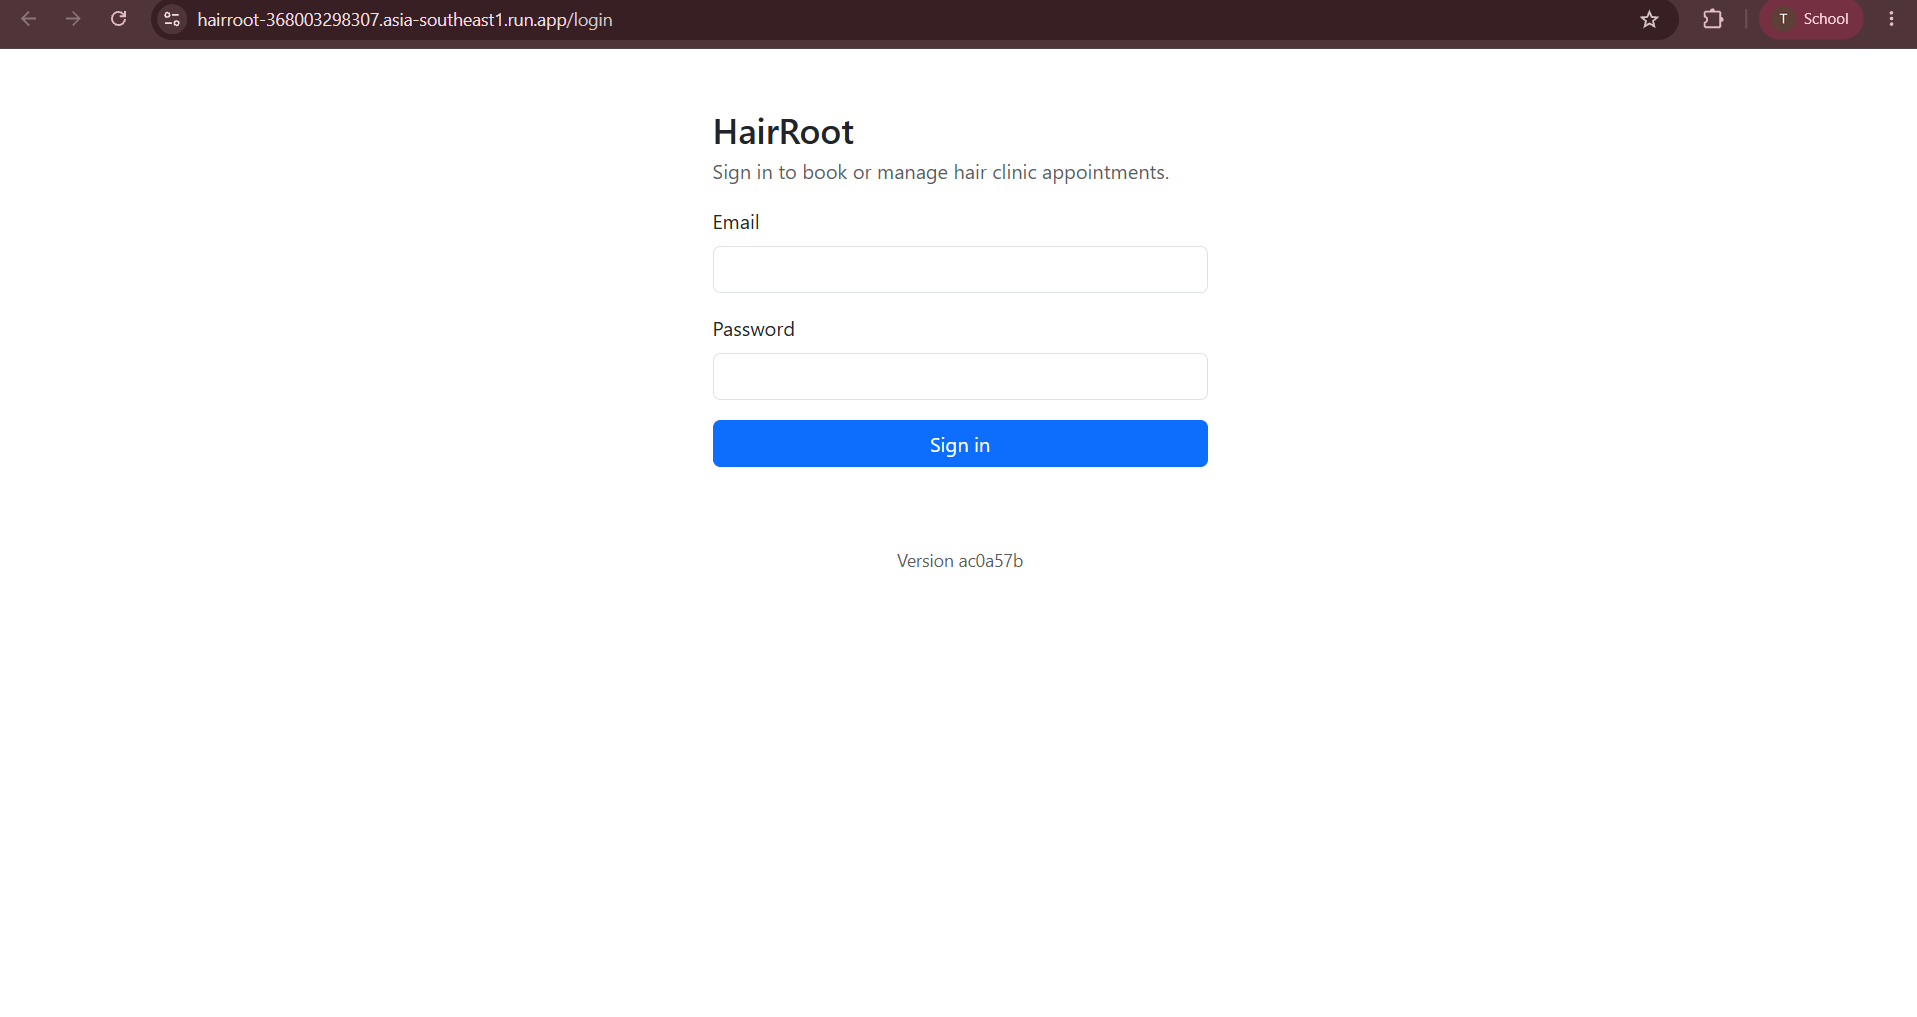 hairroot-368003298307.asia-southeast1.run.app/login
T School
HairRoot
Sign in to book or manage hair clinic appointments.
Email
Password
Sign in
Version ac0a57b